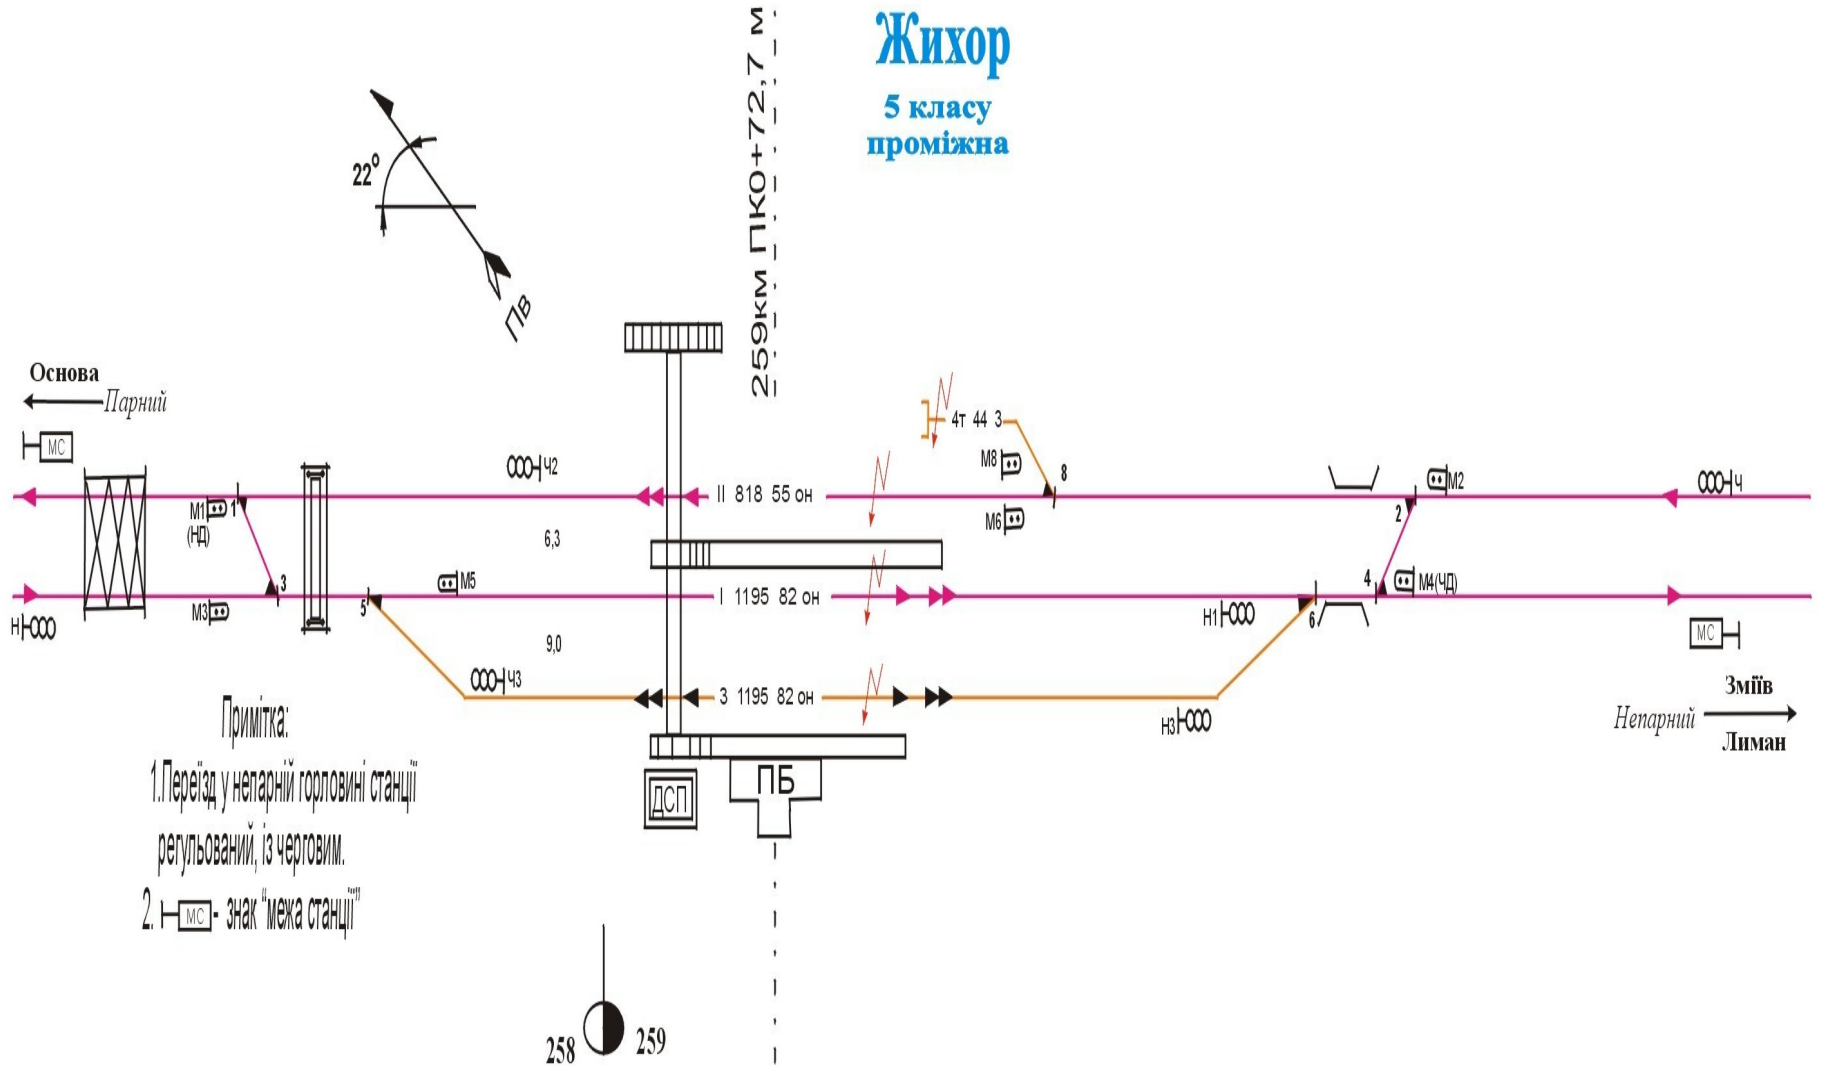 Жихор
5 класу
проміжна
259км ПКО+72,7 м
22°
ПВ
Основа
Парний
МС
Ч2
II 818 55 он
4т 44 3
М8
8
М6
М2
2
Ч
М1
(НД)
1
6,3
3
М3
5
М5
I 1195 82 он
Н1
6
4
М4(ЧД)
Н
МС
9,0
Ч3
3 1195 82 он
Н3
Зміїв
Непарний
Лиман
ПБ
ДСП
Примітка:
1.Переїзд у непарній горловині станції
регульований, із черговим.
2. МС - знак “межа станції”
258 259